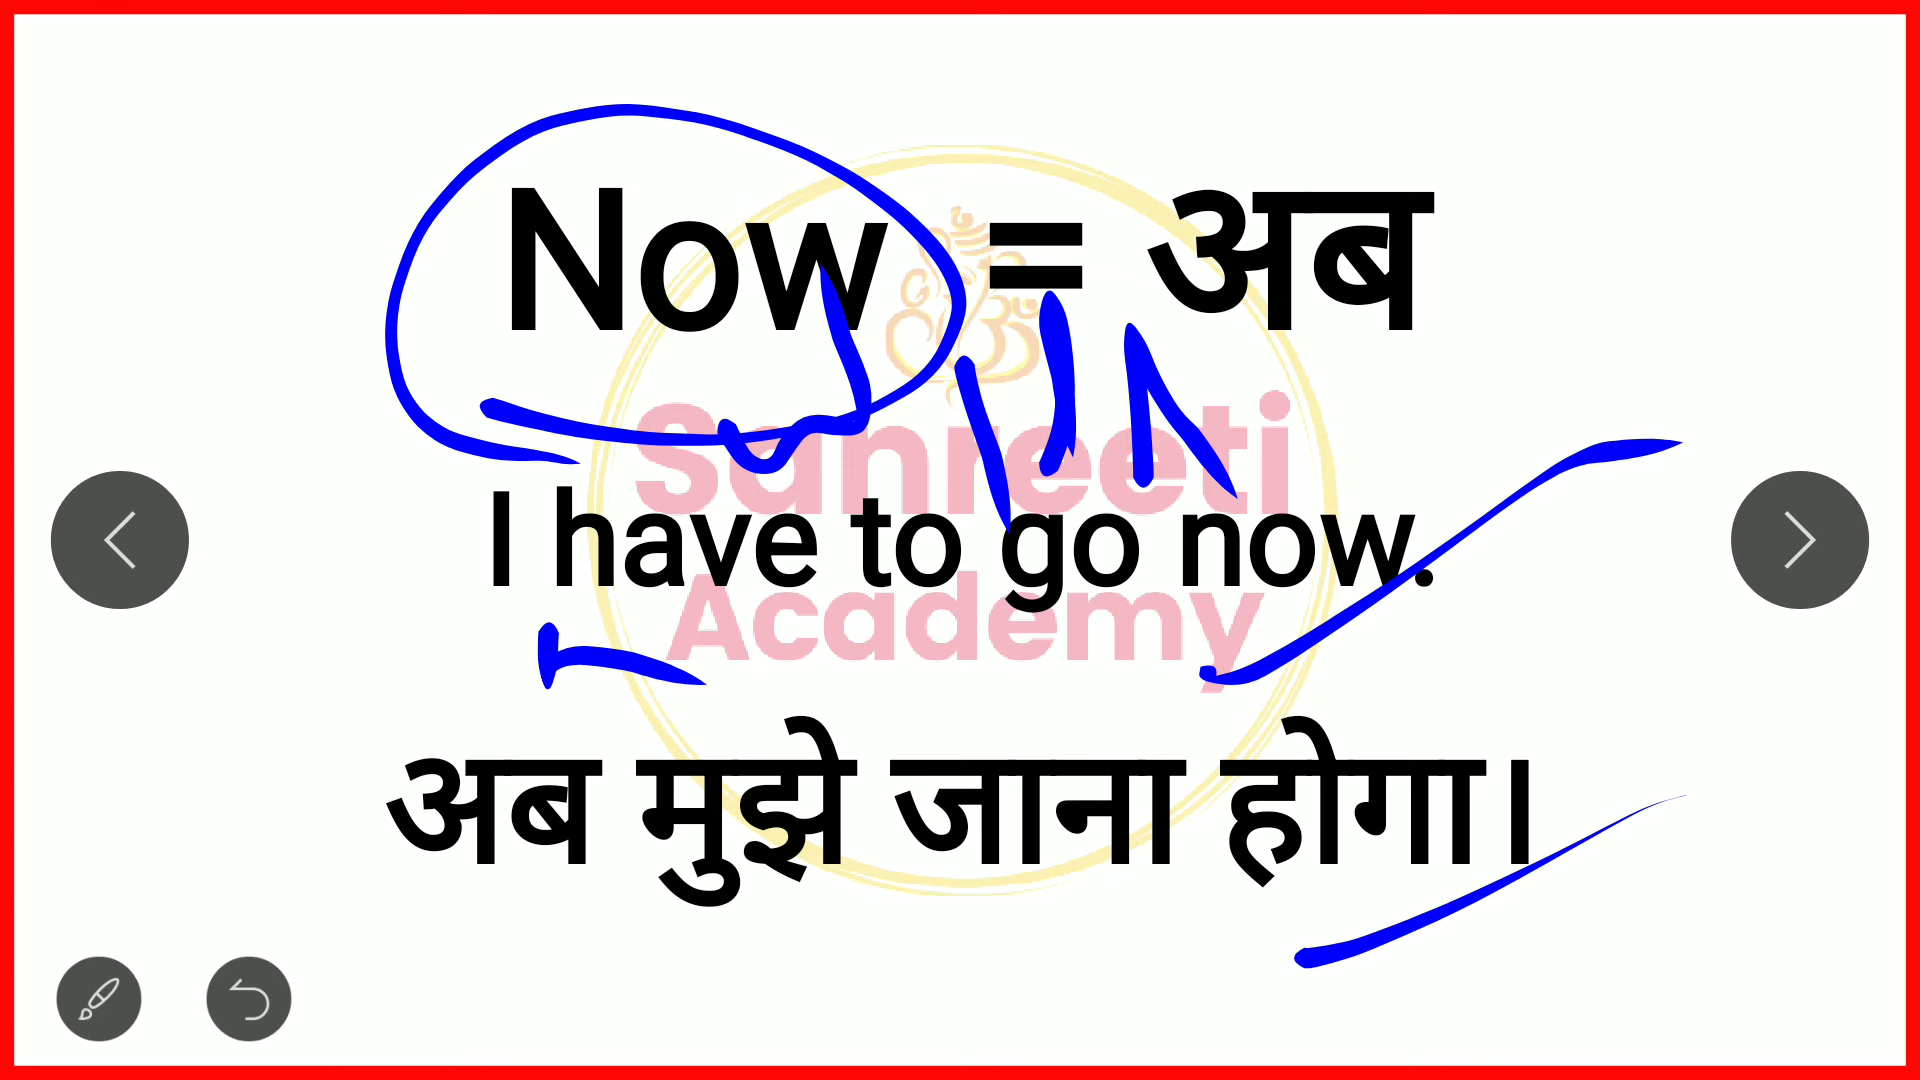 Now = अब
Sanreeti
I have to go now.
Academy
अब मुझे जाना होगा।